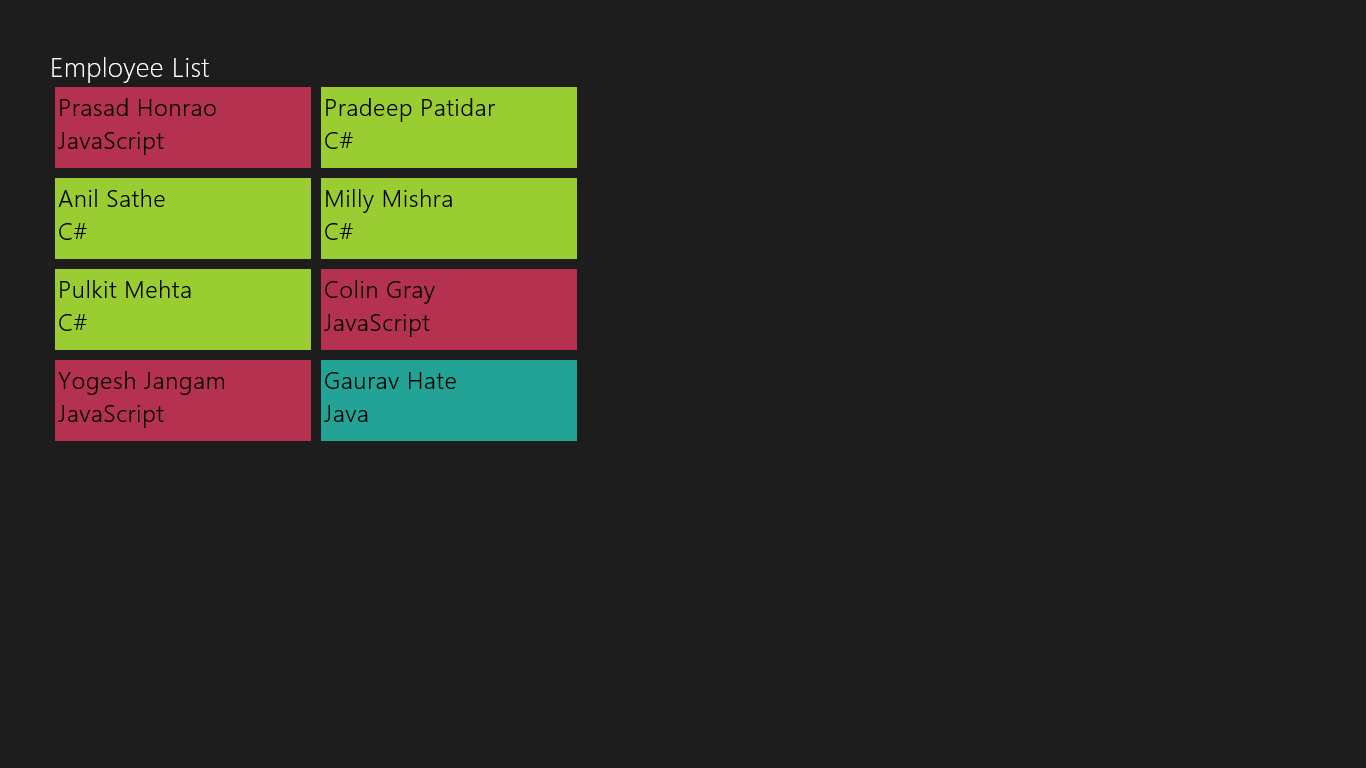 Employee List
Prasad Honrao
JavaScript
Pradeep Patidar
C#
Anil Sathe
C#
Milly Mishra
C#
Pulkit Mehta
C#
Colin Gray
JavaScript
Yogesh Jangam
JavaScript
Gaurav Hate
Java